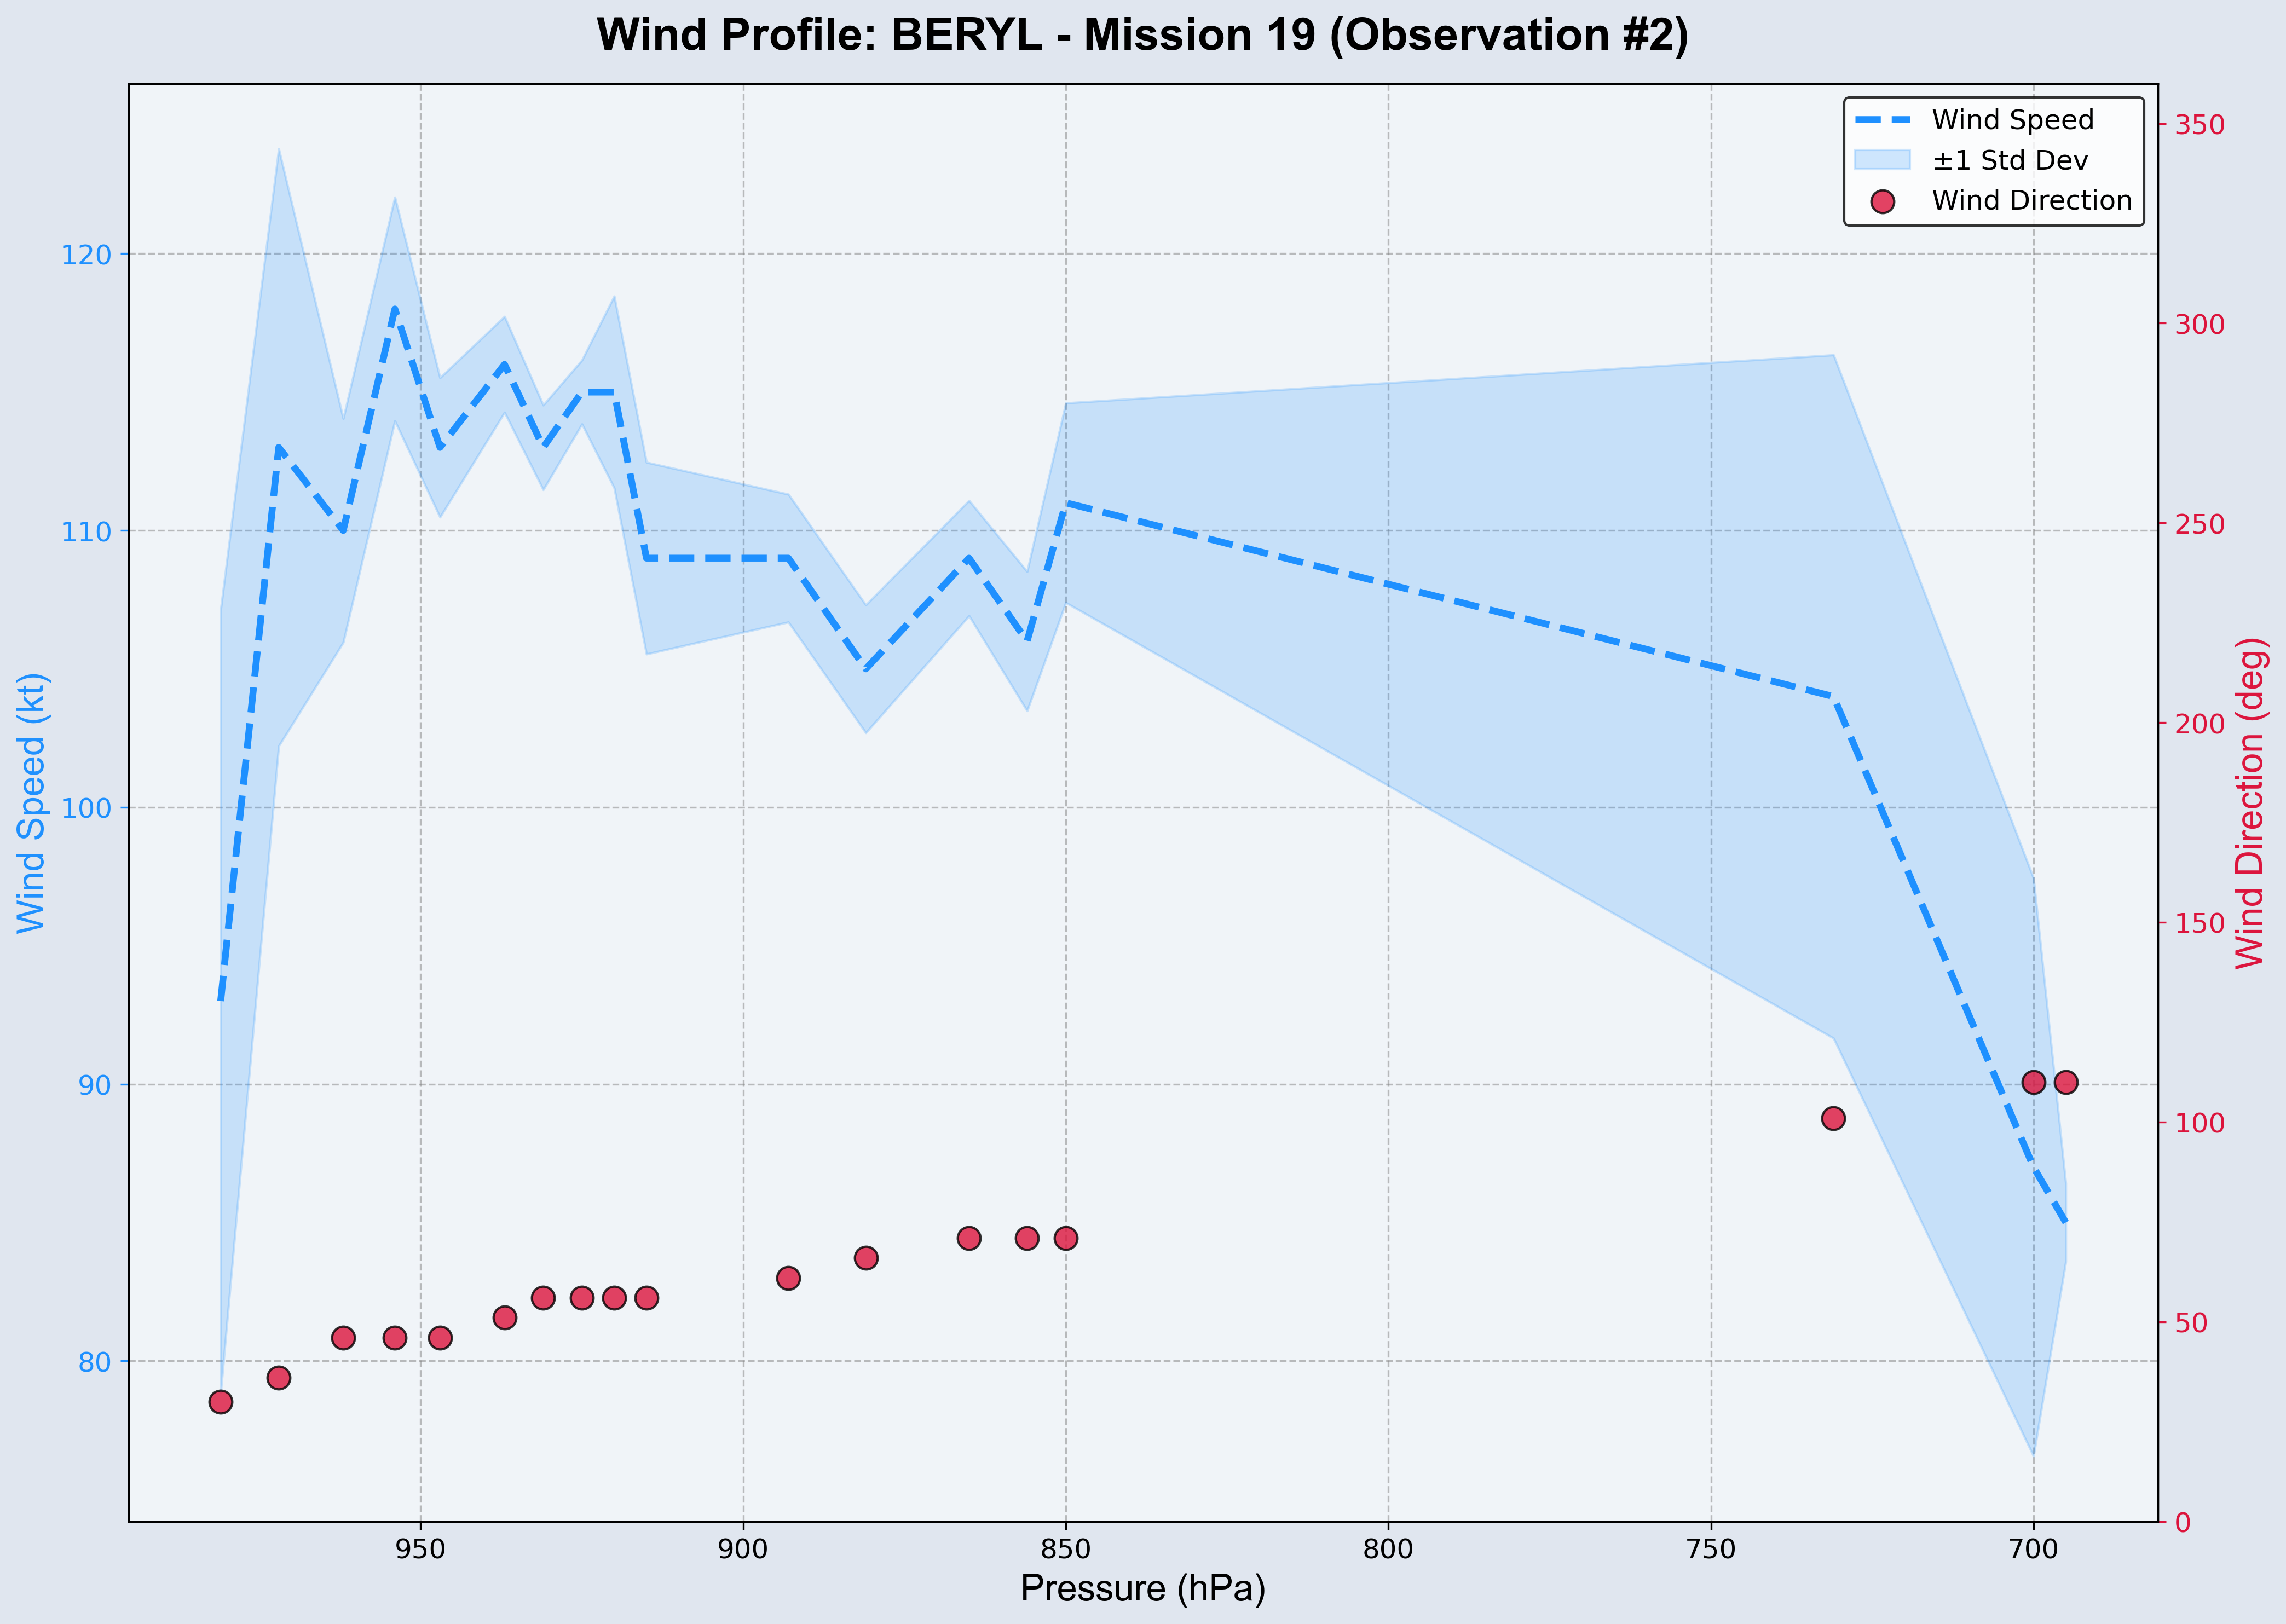 Wind Profile: BERYL - Mission 19 (Observation #2)
Wind Speed
±1 Std Dev
Wind Direction
Wind Speed (kt)
120
110
100
90
80
350
300
250
200
150
100
50
0
Wind Direction (deg)
950 900 850 800 750 700
Pressure (hPa)